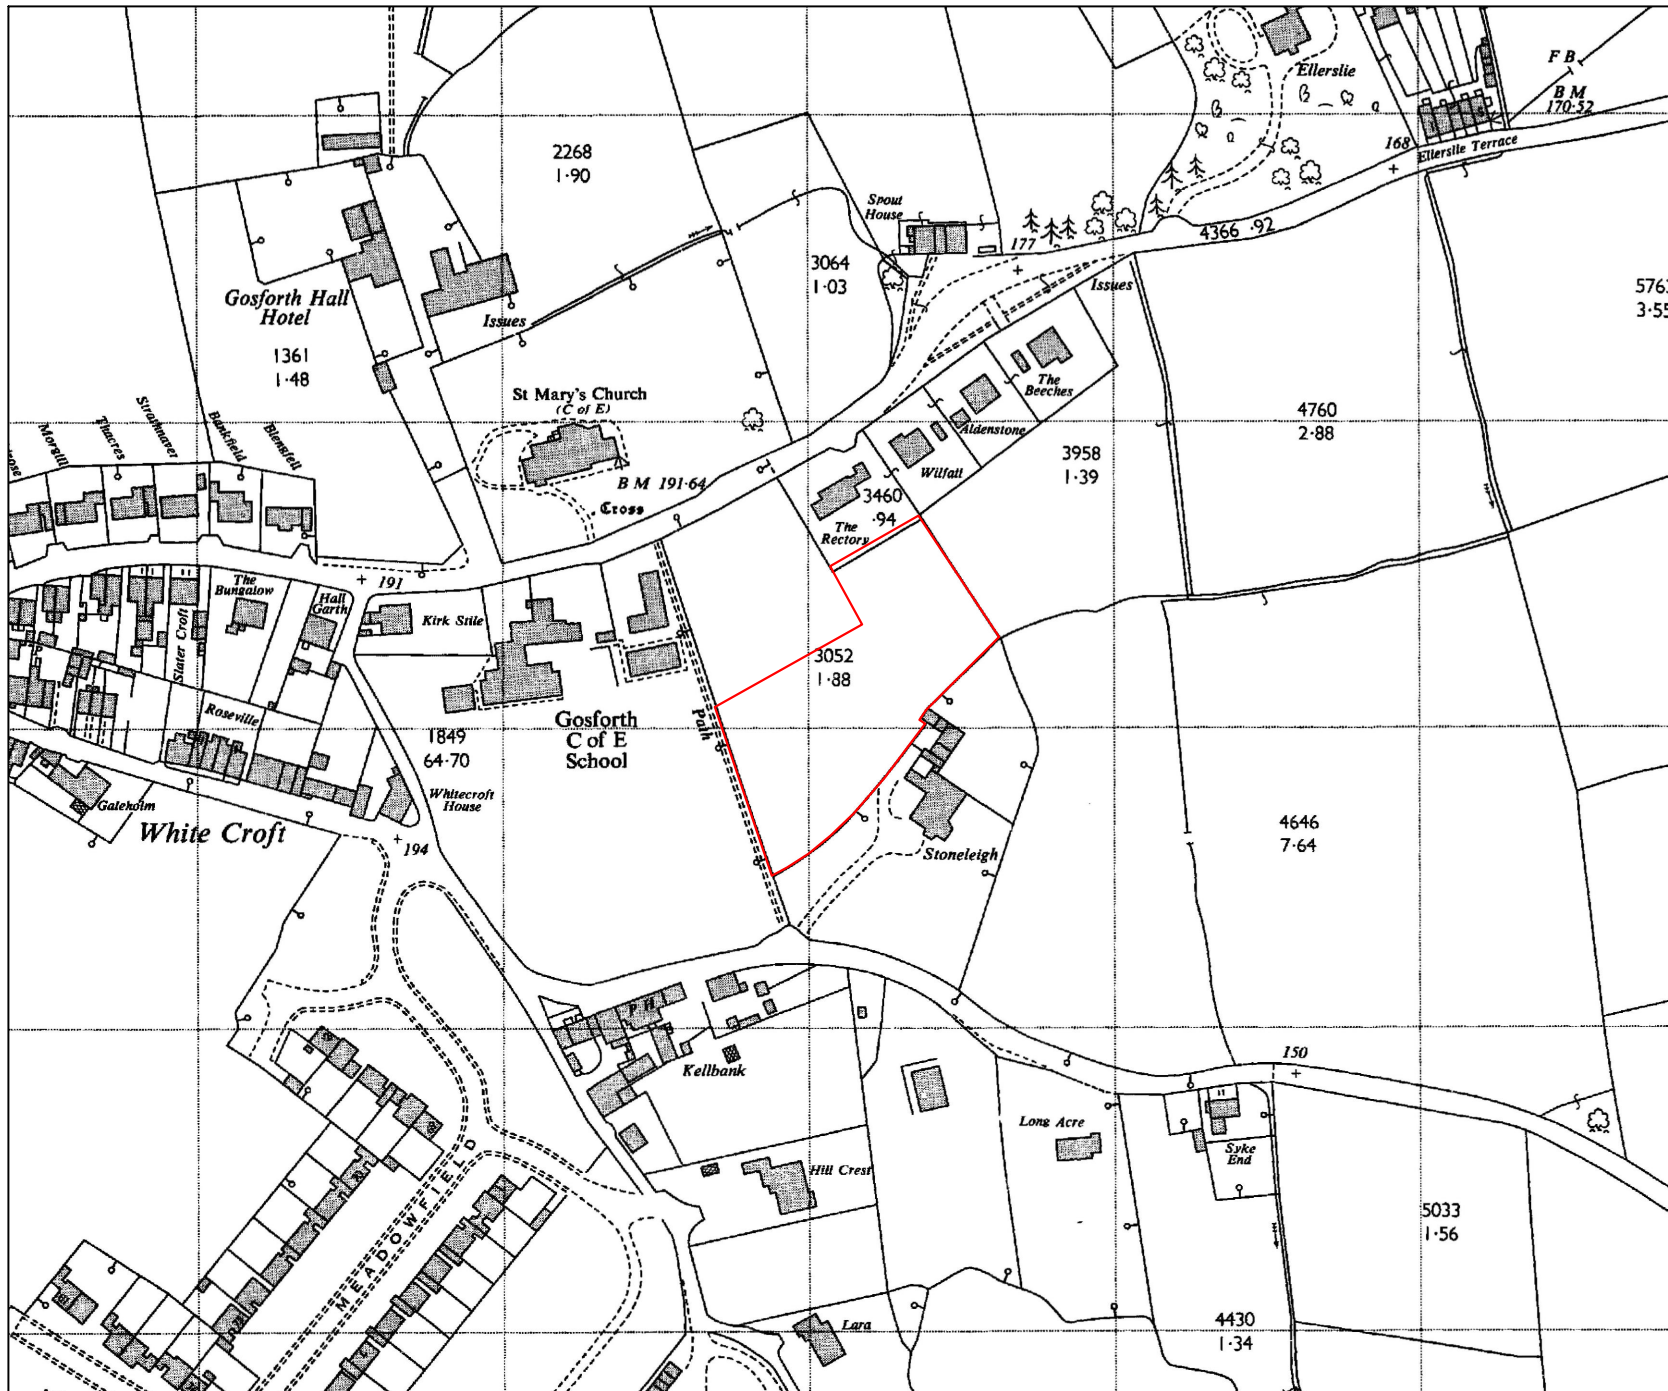 Ellerslie
F B
B M
170·52
168
Ellerslie Terrace
2268
1·90
Spout
House
177
4366 ·92
3064
1·03
Issues
5763
3·55
Gosforth Hall
Hotel
Issues
1361
1·48
St Mary's Church
(C of E)
The
Beeches
4760
2·88
Aldenstone
Morgill
Thacres
Strathnaver
Bankfield
Blensfell
Wilfall
3958
1·39
B M 191·64
Cross
3460
·94
The
Rectory
191
The
Bungalow
Hall
Garth
Kirk Stile
Slater Croft
3052
1·88
Roseville
Path
Gosforth
C of E
School
1849
64·70
Whitecroft
House
Galeholm
White Croft
194
Stoneleigh
4646
7·64
P H
Kellbank
150
Long Acre
Syke
End
MEADOWFIELD
Hill Crest
5033
1·56
Lara
4430
1·34